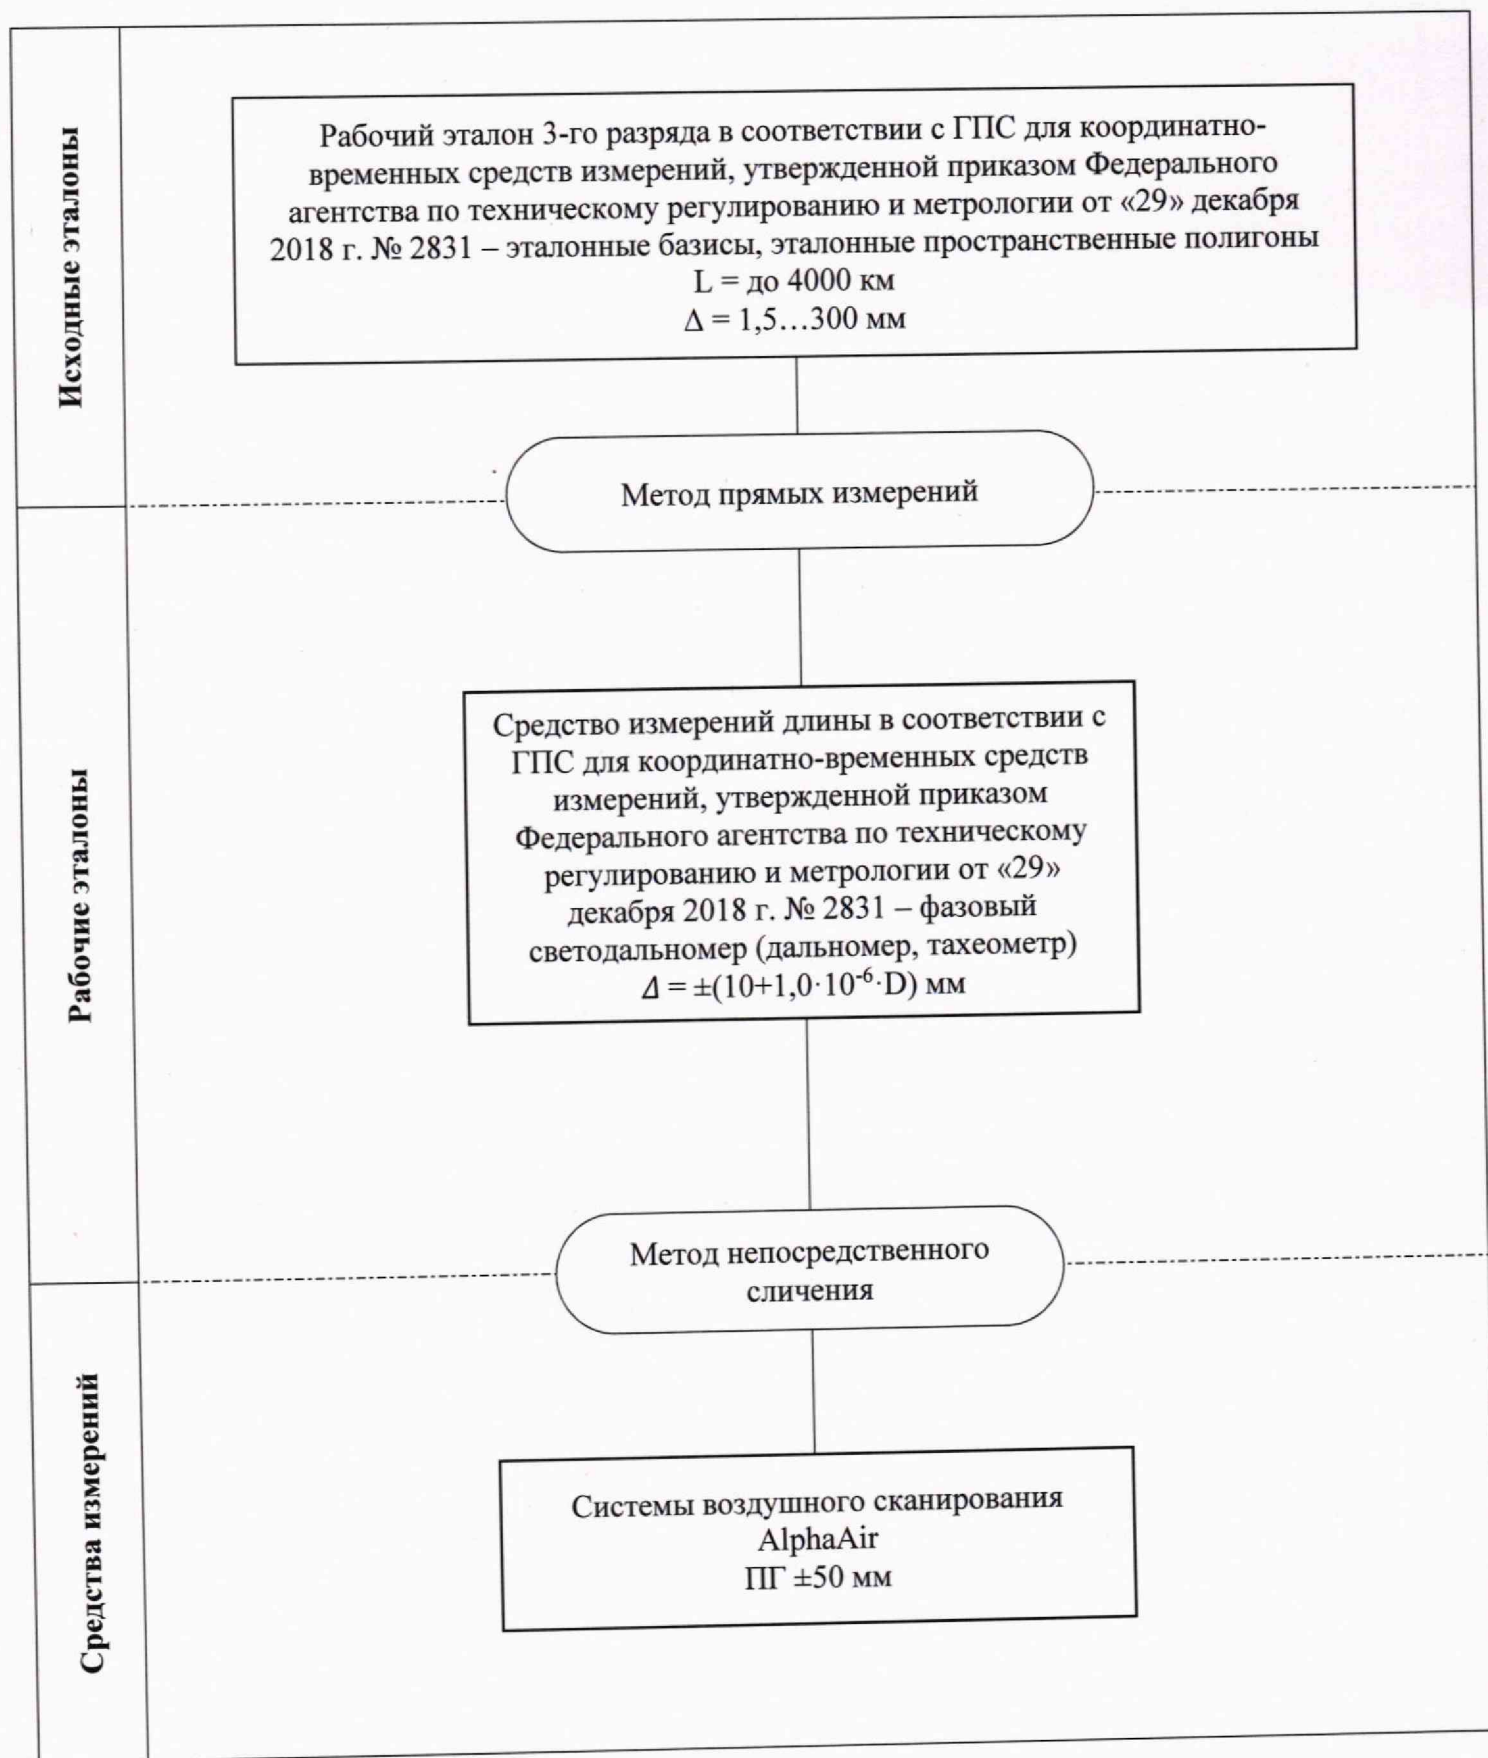 Исходные эталоны
Рабочий эталон 3-го разряда в соответствии с ГПС для координатно-
временных средств измерений, утвержденной приказом Федерального
агентства по техническому регулированию и метрологии от «29» декабря
2018 г. № 2831 – эталонные базисы, эталонные пространственные полигоны
L = до 4000 км
Δ = 1,5…300 мм
Метод прямых измерений
Рабочие эталоны
Средство измерений длины в соответствии с
ГПС для координатно-временных средств
измерений, утвержденной приказом
Федерального агентства по техническому
регулированию и метрологии от «29»
декабря 2018 г. № 2831 – фазовый
светодальномер (дальномер, тахеометр)
Δ = ±(10+1,0·10⁻⁶·D) мм
Метод непосредственного
сличения
Средства измерений
Системы воздушного сканирования
AlphaAir
ПГ ±50 мм